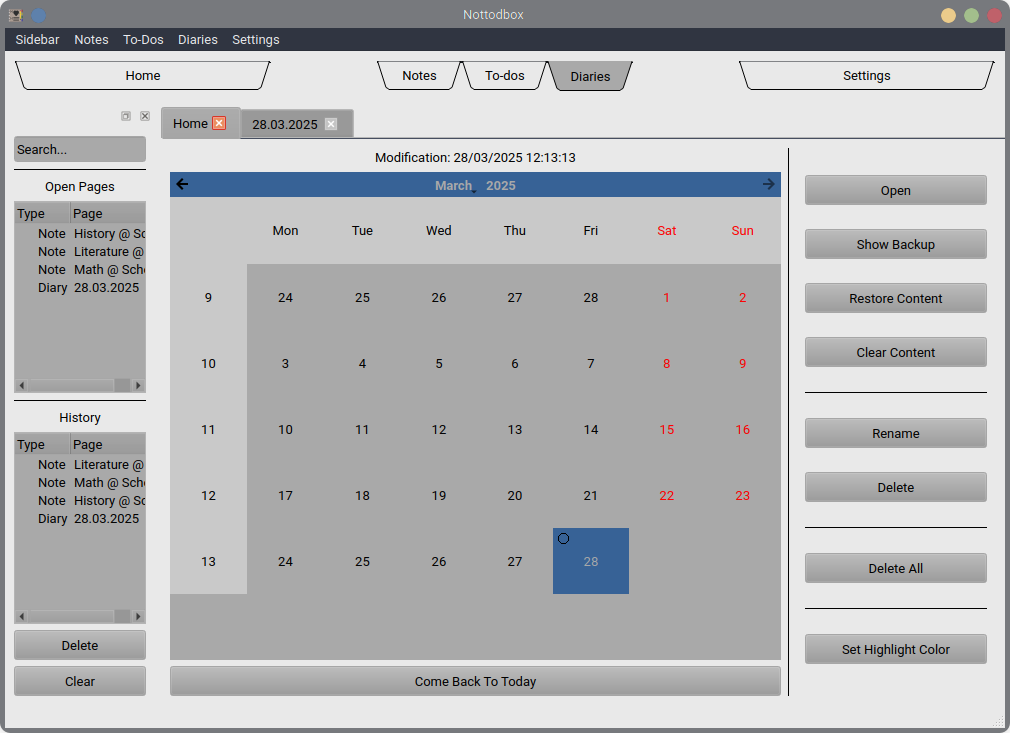 Nottodbox
Sidebar Notes To-Dos Diaries Settings
Home Notes To-dos Diaries Settings
Home 28.03.2025
Search...
Open Pages
Type Page
Note History @ Sc
Note Literature @
Note Math @ Sch
Diary 28.03.2025
History
Type Page
Note Literature @
Note Math @ Sch
Note History @ Sc
Diary 28.03.2025
Delete
Clear
Modification: 28/03/2025 12:13:13
March 2025
Mon Tue Wed Thu Fri Sat Sun
9 24 25 26 27 28 1 2
10 3 4 5 6 7 8 9
11 10 11 12 13 14 15 16
12 17 18 19 20 21 22 23
13 24 25 26 27 28
Come Back To Today
Open
Show Backup
Restore Content
Clear Content
Rename
Delete
Delete All
Set Highlight Color